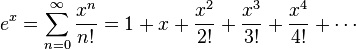 e^x = \sum_{n=0}^{\infty} \frac{x^n}{n!} = 1 + x + \frac{x^2}{2!} + \frac{x^3}{3!} + \frac{x^4}{4!} + \cdots